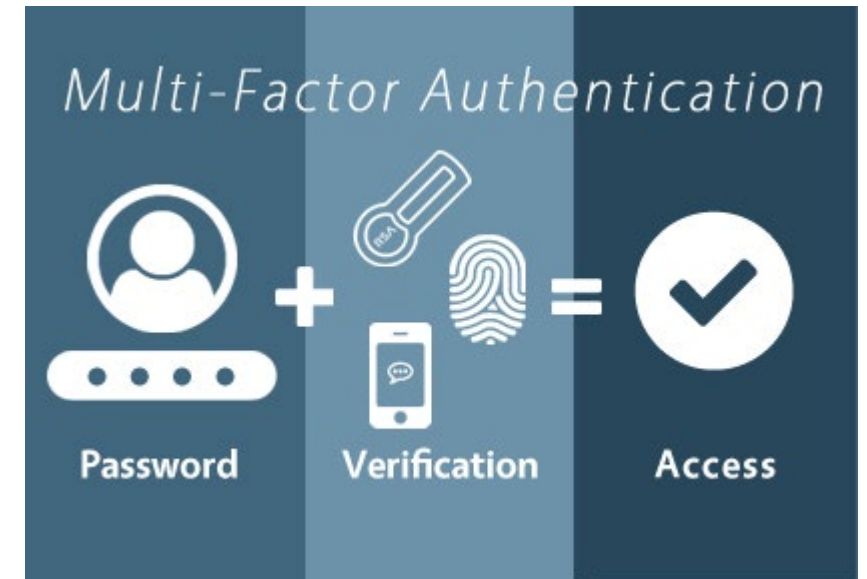 Multi-Factor Authentication
RSA
Password
Verification
Access